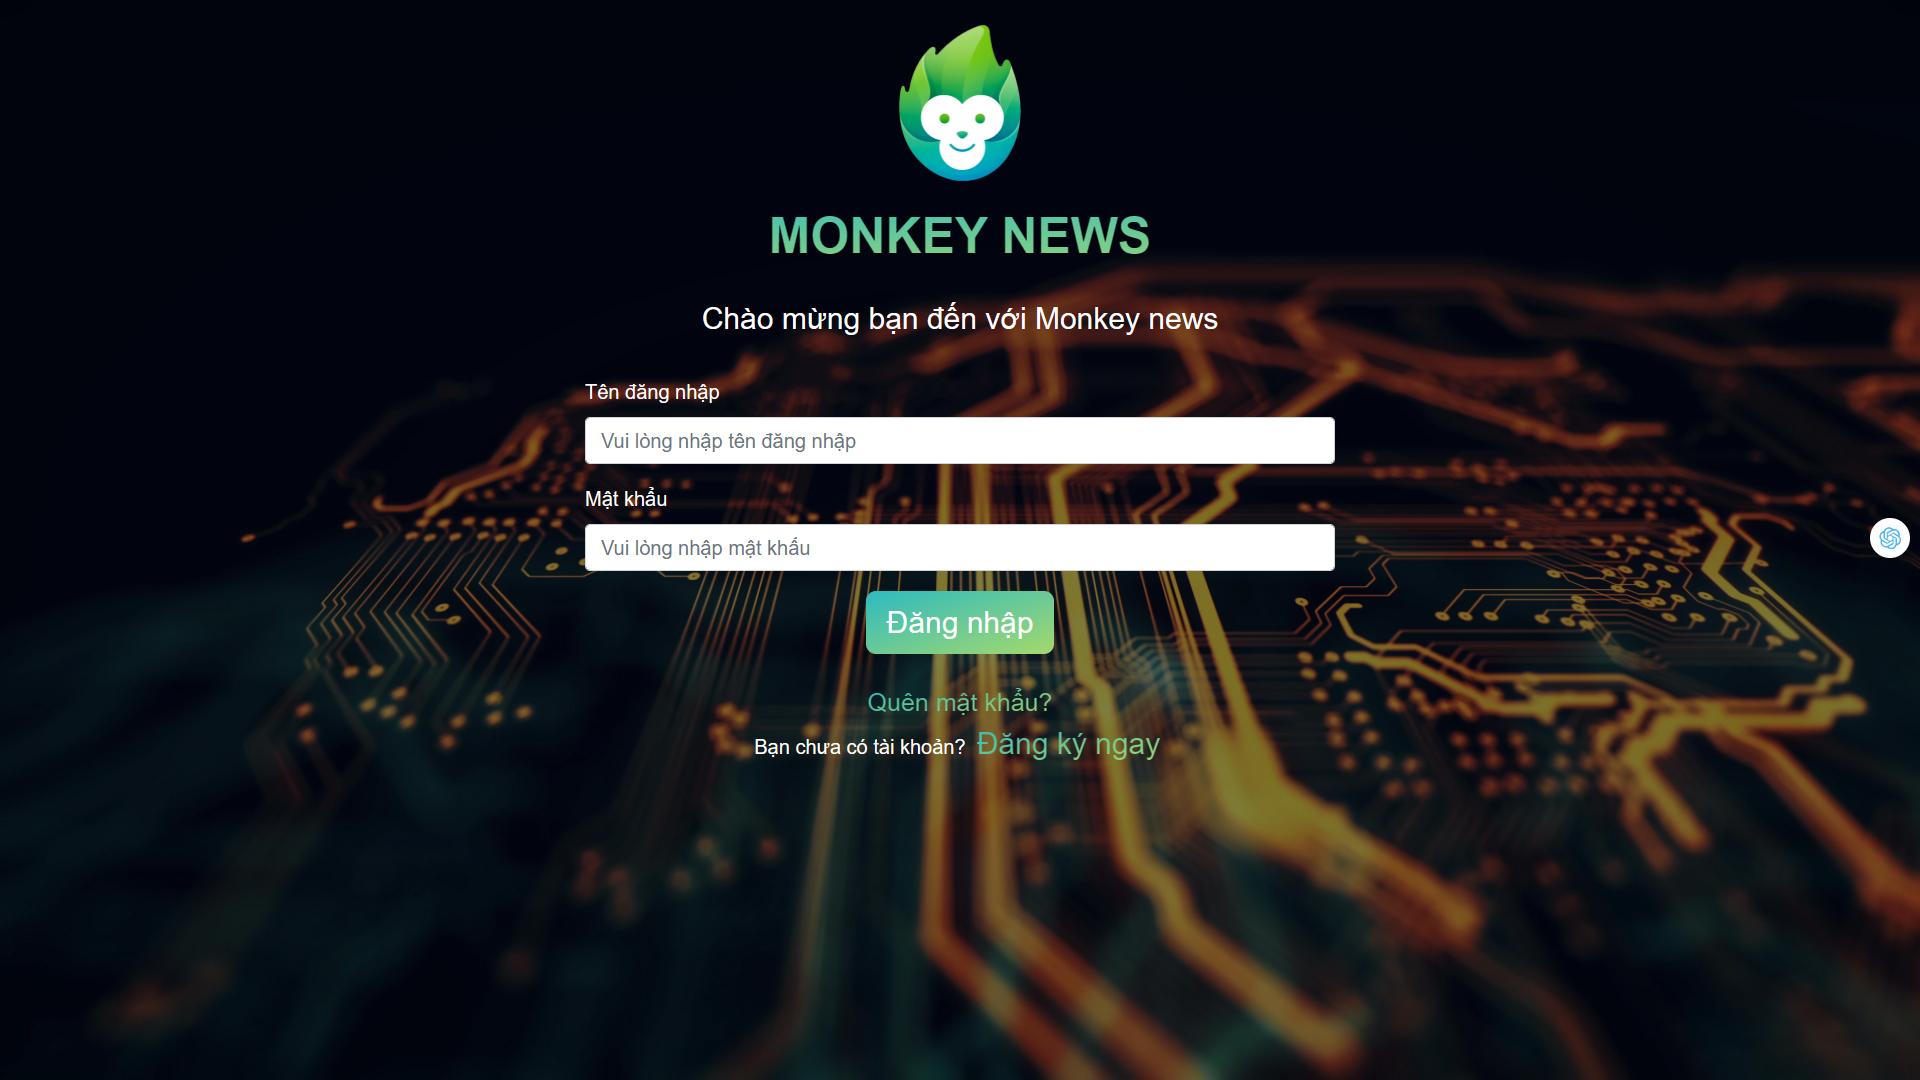 MONKEY NEWS
Chào mừng bạn đến với Monkey news
Tên đăng nhập
Vui lòng nhập tên đăng nhập
Mật khẩu
Vui lòng nhập mật khẩu
Đăng nhập
Quên mật khẩu?
Bạn chưa có tài khoản? Đăng ký ngay